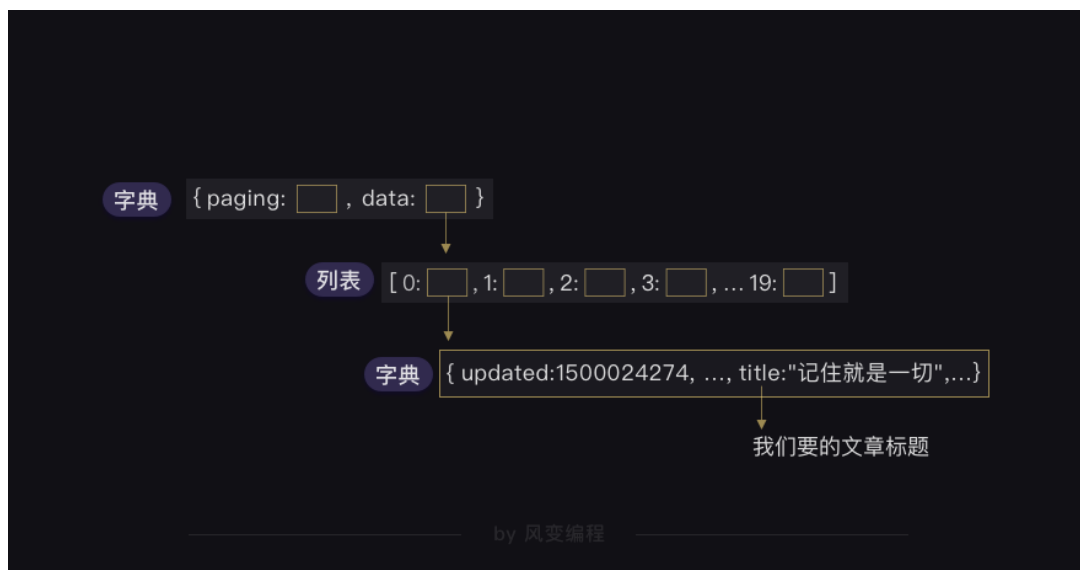 字典 { paging: , data: }
列表 [ 0: , 1: , 2: , 3: , ... 19: ]
字典 { updated:1500024274, ..., title:"记住就是一切",...}
我们要的文章标题
by 风变编程